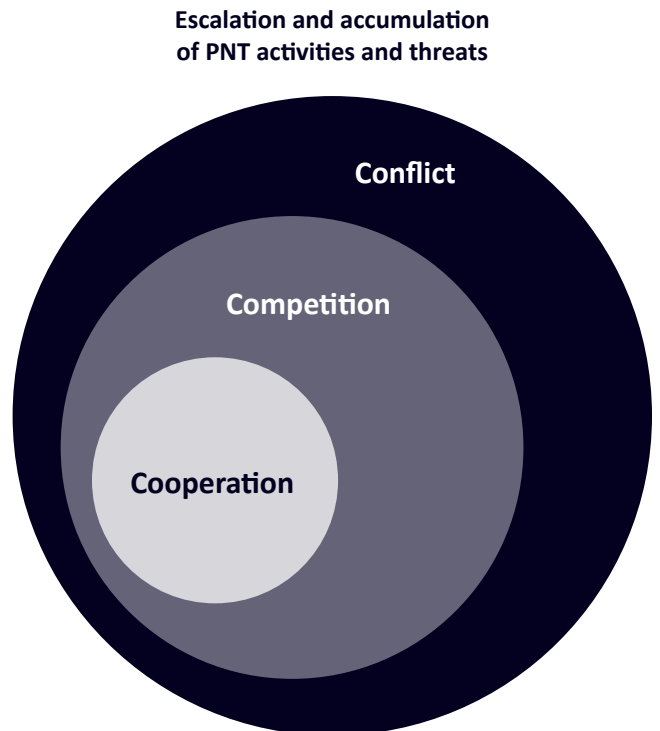 Escalation and accumulation
of PNT activities and threats
Conflict
Competition
Cooperation